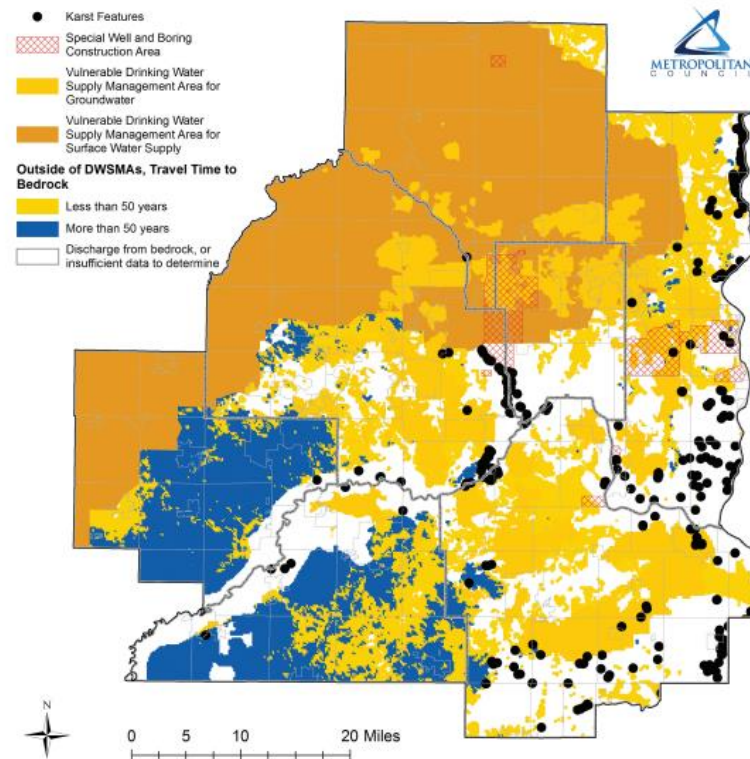 Karst Features
Special Well and Boring
Construction Area
Vulnerable Drinking Water
Supply Management Area for
Groundwater
Vulnerable Drinking Water
Supply Management Area for
Surface Water Supply
Outside of DWSMAs, Travel Time to
Bedrock
Less than 50 years
More than 50 years
Discharge from bedrock, or
insufficient data to determine
METROPOLITAN
COUNCIL
N
0 5 10 20 Miles